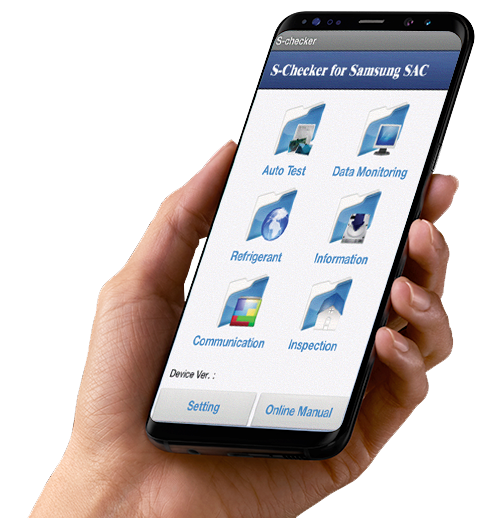 S-checker
S-Checker for Samsung SAC
Auto Test
Data Monitoring
Refrigerant
Information
Communication
Inspection
Device Ver. :
Setting
Online Manual